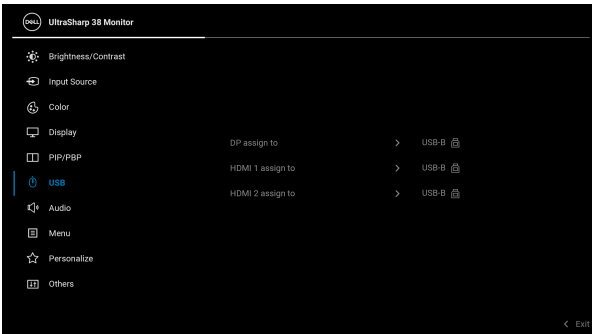 DELL UltraSharp 38 Monitor
Brightness/Contrast
Input Source
Color
Display
DP assign to > USB-B
PIP/PBP
HDMI 1 assign to > USB-B
USB
HDMI 2 assign to > USB-B
Audio
Menu
Personalize
Others
< Exit